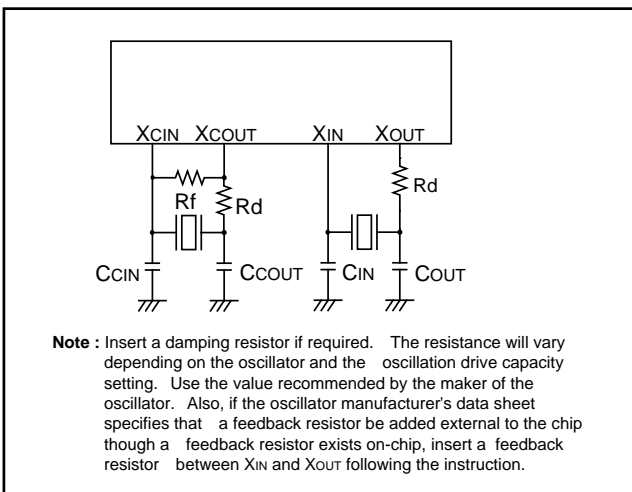 XCIN XCOUT XIN XOUT
Rf Rd Rd
CCIN CCOUT CIN COUT
Note : Insert a damping resistor if required. The resistance will vary
depending on the oscillator and the oscillation drive capacity
setting. Use the value recommended by the maker of the
oscillator. Also, if the oscillator manufacturer's data sheet
specifies that a feedback resistor be added external to the chip
though a feedback resistor exists on-chip, insert a feedback
resistor between XIN and XOUT following the instruction.